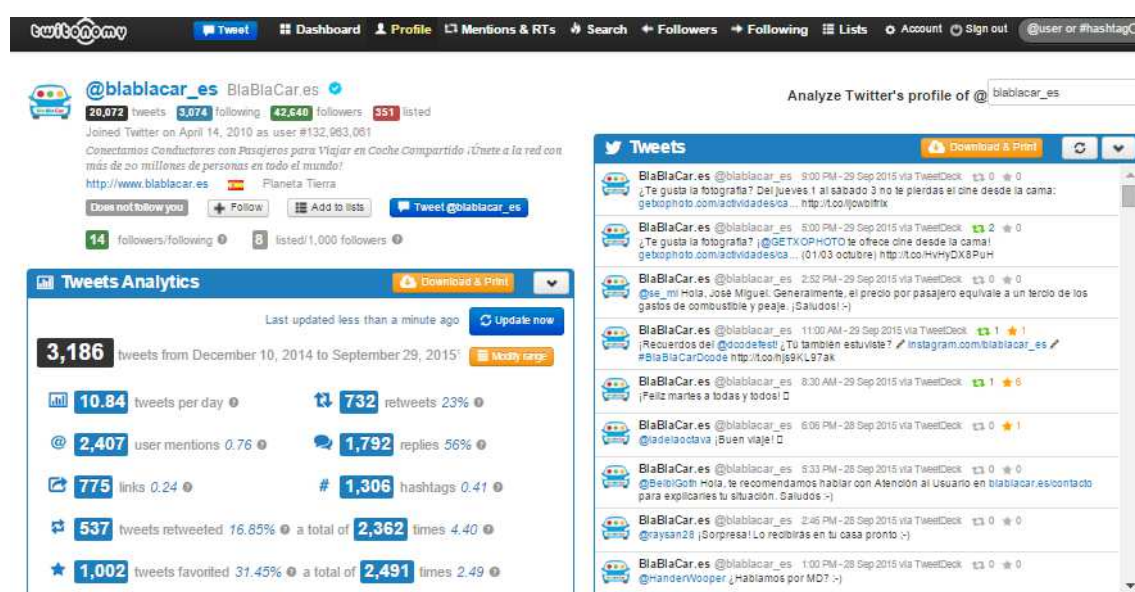 twitonomy Tweet Dashboard Profile Mentions & RTs Search Followers Following Lists Account Sign out @user or #hashtag
@blablacar_es BlaBlaCar.es
20,072 tweets 3,074 following 42,640 followers 351 listed
Joined Twitter on April 14, 2010 as user #132,963,061
Conectamos Conductores con Pasajeros para Viajar en Coche Compartido ¡Únete a la red con
más de 20 millones de personas en todo el mundo!
http://www.blablacar.es Planeta Tierra
Does not follow you Follow Add to lists Tweet @blablacar_es
14 followers/following 8 listed/1,000 followers
Tweets Analytics Download & Print
Last updated less than a minute ago Update now
3,186 tweets from December 10, 2014 to September 29, 2015 Modify range
10.84 tweets per day 732 retweets 23%
@ 2,407 user mentions 0.76 1,792 replies 56%
775 links 0.24 # 1,306 hashtags 0.41
537 tweets retweeted 16.85% a total of 2,362 times 4.40
1,002 tweets favorited 31.45% a total of 2,491 times 2.49
Analyze Twitter's profile of @ blablacar_es
Tweets Download & Print
BlaBlaCar.es @blablacar_es 9:00 PM - 29 Sep 2015 via TweetDeck 0 0
¿Te gusta la fotografía? Del jueves 1 al sábado 3 no te pierdas el cine desde la cama:
getxophoto.com/actividades/ca...
BlaBlaCar.es @blablacar_es 5:00 PM - 29 Sep 2015 via TweetDeck 2 0
¿Te gusta la fotografía? ¡@GETXOPHOTO te ofrece cine desde la cama!
getxophoto.com/actividades/ca... (01/03 octubre) http://t.co/HvHyDX8PuH
BlaBlaCar.es @blablacar_es 2:52 PM - 29 Sep 2015 via TweetDeck 0 0
@se_mi Hola, José Miguel. Generalmente, el precio por pasajero equivale a un tercio de los
gastos de combustible y peaje. ¡Saludos! :-)
BlaBlaCar.es @blablacar_es 11:00 AM - 29 Sep 2015 via TweetDeck 1 1
¡Recuerdos del @dcodefest! ¿Tú también estuviste? instagram.com/blablacar_es
#BlaBlaCarDcode http://t.co/hjs9KL97ak
BlaBlaCar.es @blablacar_es 8:30 AM - 29 Sep 2015 via TweetDeck 1 6
¡Feliz martes a todas y todos!
BlaBlaCar.es @blablacar_es 6:06 PM - 28 Sep 2015 via TweetDeck 0 1
@ladelaoctava ¡Buen viaje!
BlaBlaCar.es @blablacar_es 5:33 PM - 28 Sep 2015 via TweetDeck 0 0
@BelblGoth Hola, te recomendamos hablar con Atención al Usuario en blablacar.es/contacto
para explicarles tu situación. Saludos :-)
BlaBlaCar.es @blablacar_es 2:46 PM - 28 Sep 2015 via TweetDeck 0 0
@raysan28 ¡Sorpresa! Lo recibirás en tu casa pronto :-)
BlaBlaCar.es @blablacar_es 1:00 PM - 28 Sep 2015 via TweetDeck 0 0
@HanderWooper ¿Hablamos por MD? :-)